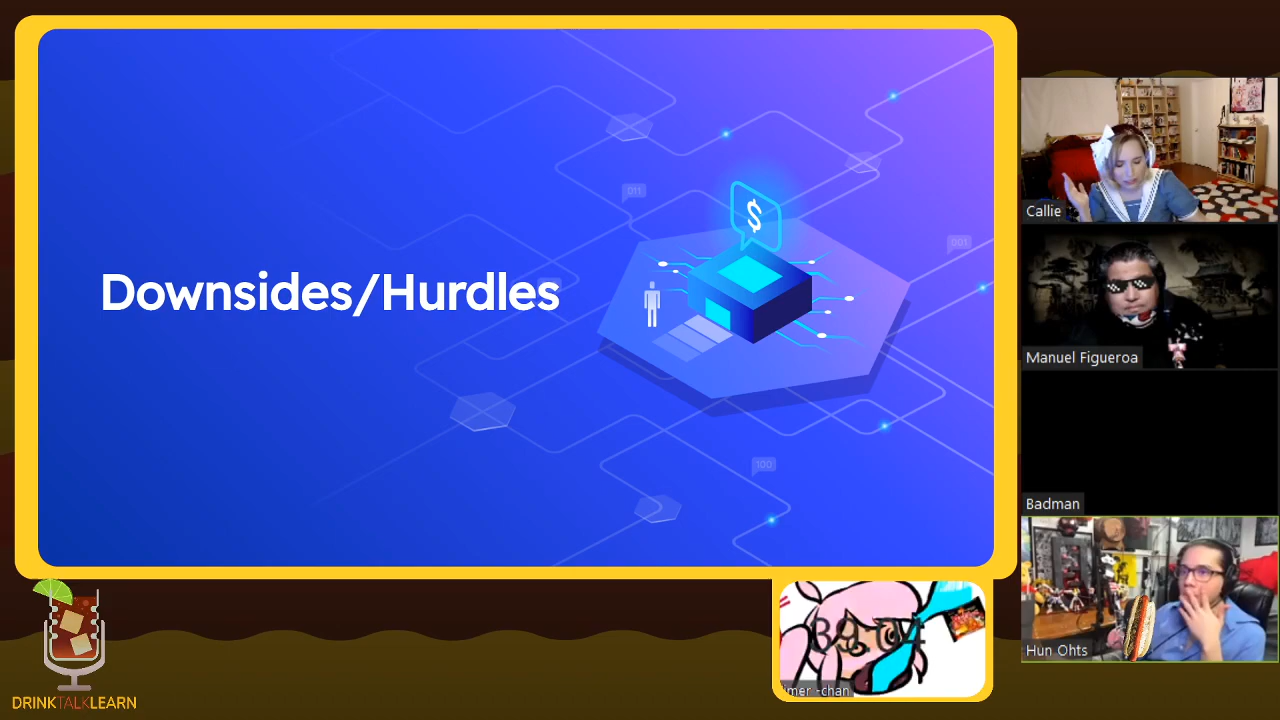 Downsides/Hurdles
$
011
001
100
Callie
Manuel Figueroa
Badman
Hun Ohts
DRINKTALKLEARN